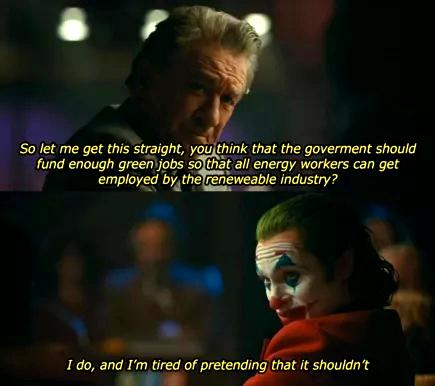 So let me get this straight, you think that the goverment should
fund enough green jobs so that all energy workers can get
employed by the reneweable industry?
I do, and I'm tired of pretending that it shouldn't